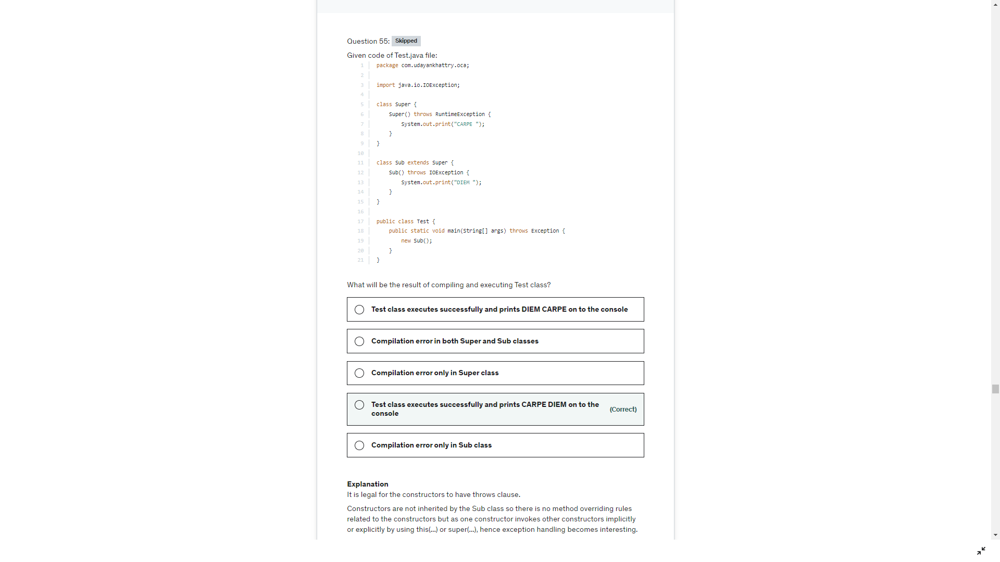 Question 55: Skipped
Given code of Test.java file:
1 package com.udayankhattry.oca;
2
3 import java.io.IOException;
4
5 class Super {
6 Super() throws RuntimeException {
7 System.out.print("CARPE ");
8 }
9 }
10
11 class Sub extends Super {
12 Sub() throws IOException {
13 System.out.print("DIEM ");
14 }
15 }
16
17 public class Test {
18 public static void main(String[] args) throws Exception {
19 new Sub();
20 }
21 }
What will be the result of compiling and executing Test class?
Test class executes successfully and prints DIEM CARPE on to the console
Compilation error in both Super and Sub classes
Compilation error only in Super class
Test class executes successfully and prints CARPE DIEM on to the
console
(Correct)
Compilation error only in Sub class
Explanation
It is legal for the constructors to have throws clause.
Constructors are not inherited by the Sub class so there is no method overriding rules
related to the constructors but as one constructor invokes other constructors implicitly
or explicitly by using this(...) or super(...), hence exception handling becomes interesting.